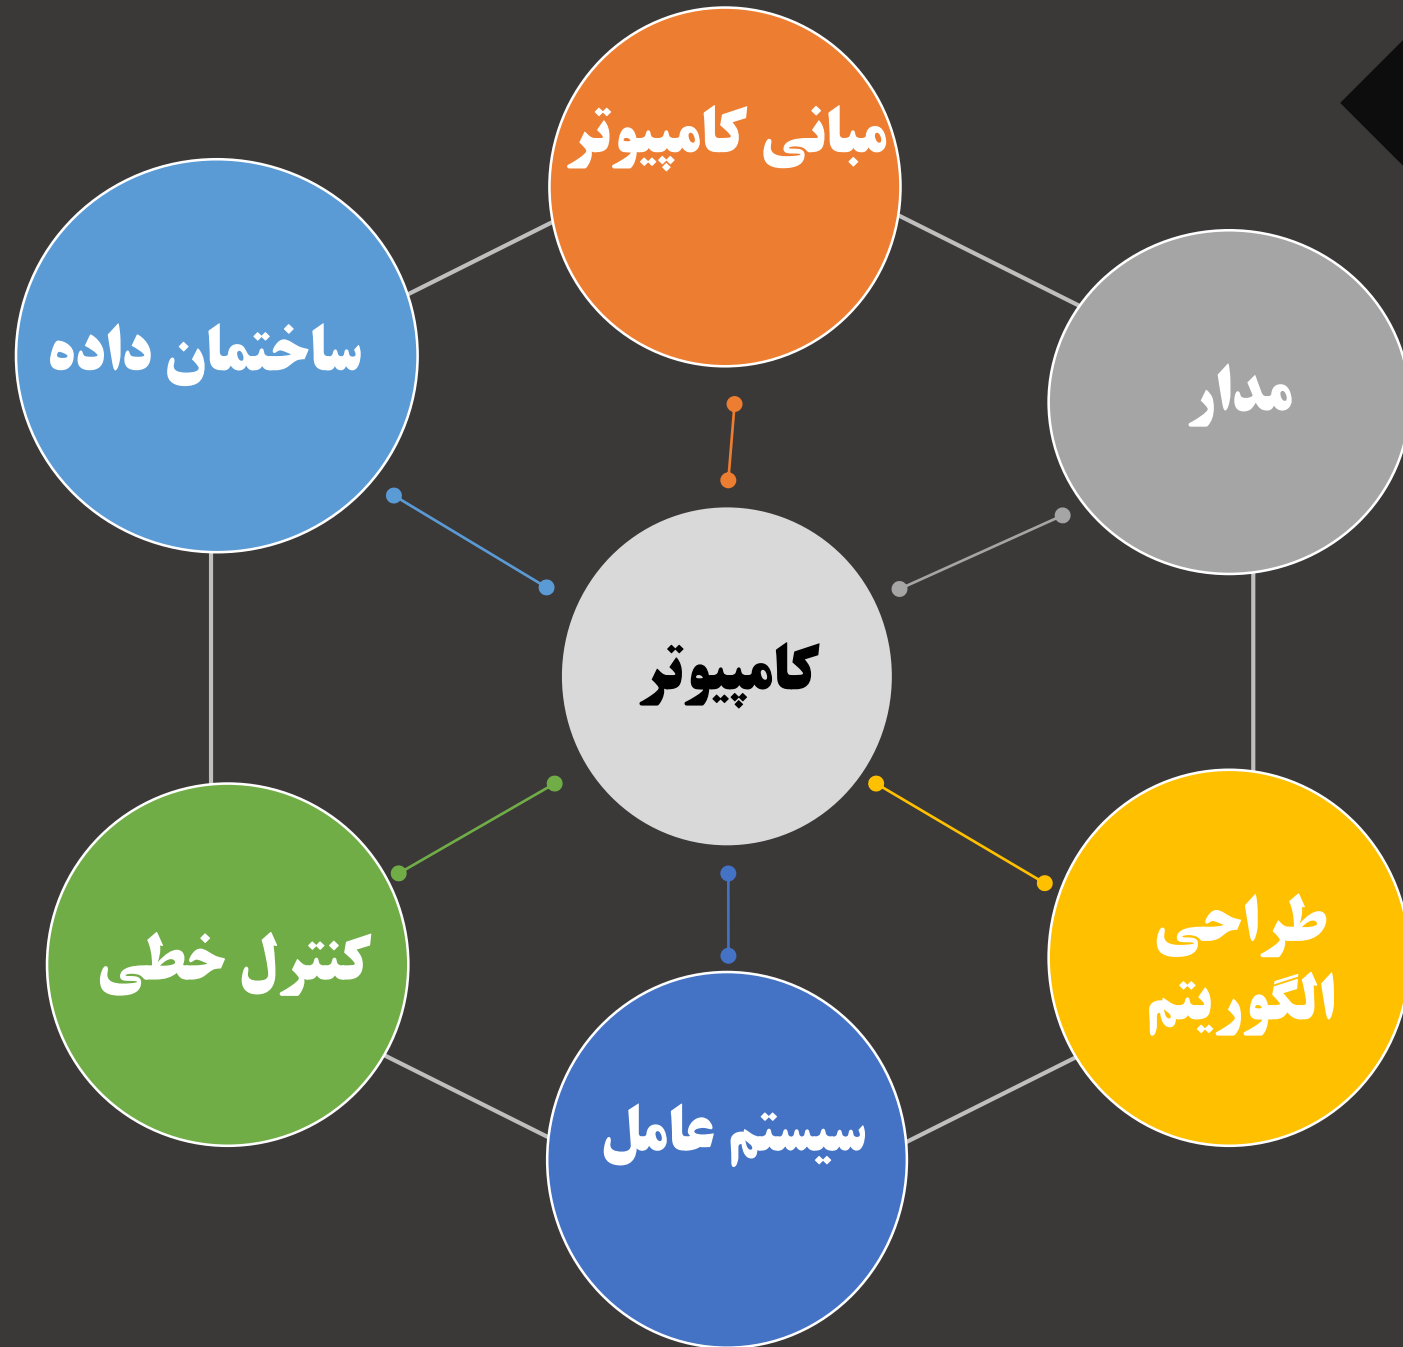 مبانی کامپیوتر
ساختمان داده
مدار
کامپیوتر
کنترل خطی
طراحی
الگوریتم
سیستم عامل